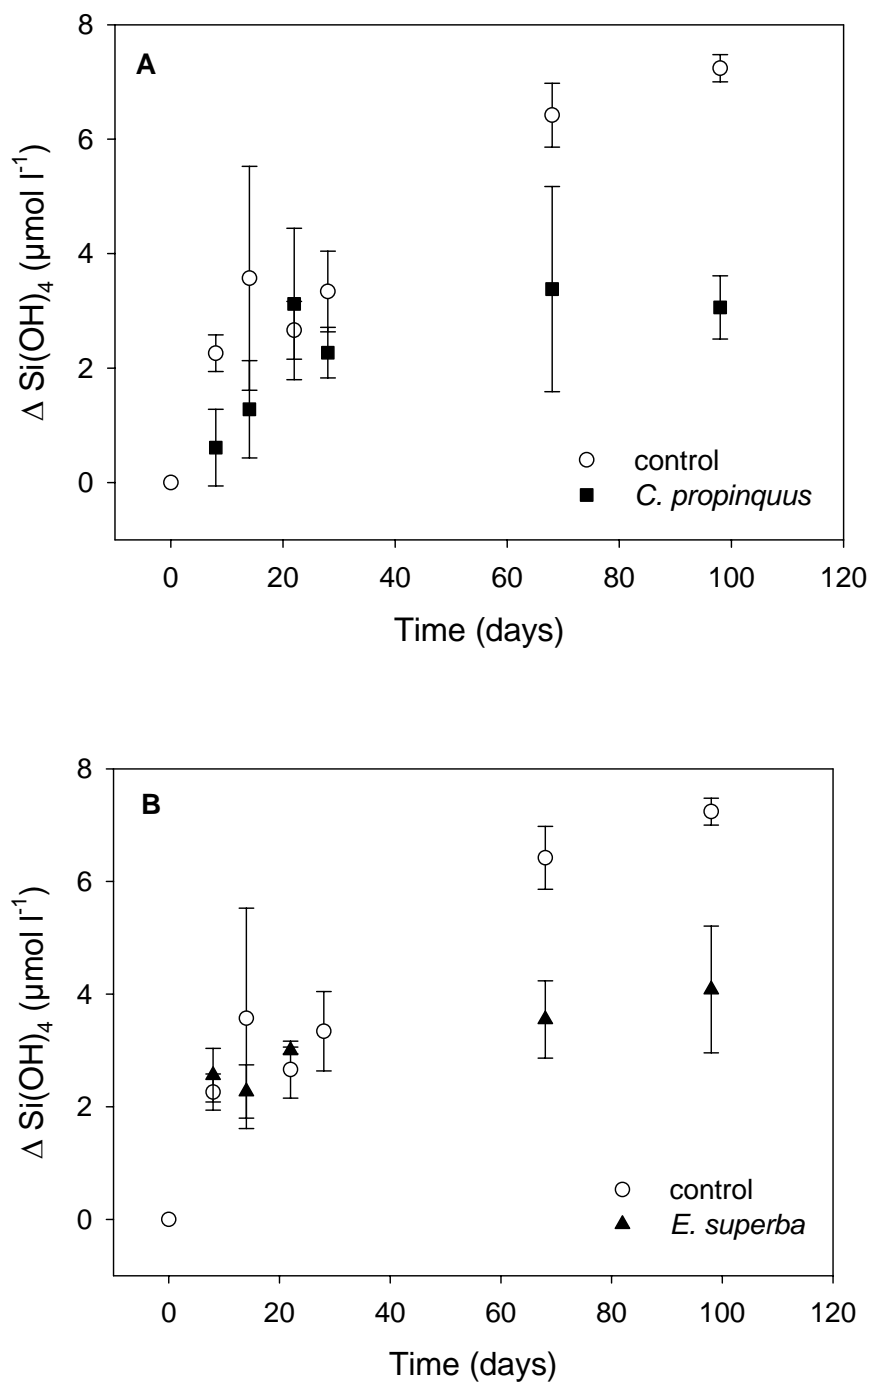 8
A
6
4
2
0
Δ Si(OH)₄ (µmol l⁻¹)
control
C. propinquus
0 20 40 60 80 100 120
Time (days)
8
B
6
4
2
0
Δ Si(OH)₄ (µmol l⁻¹)
control
E. superba
0 20 40 60 80 100 120
Time (days)